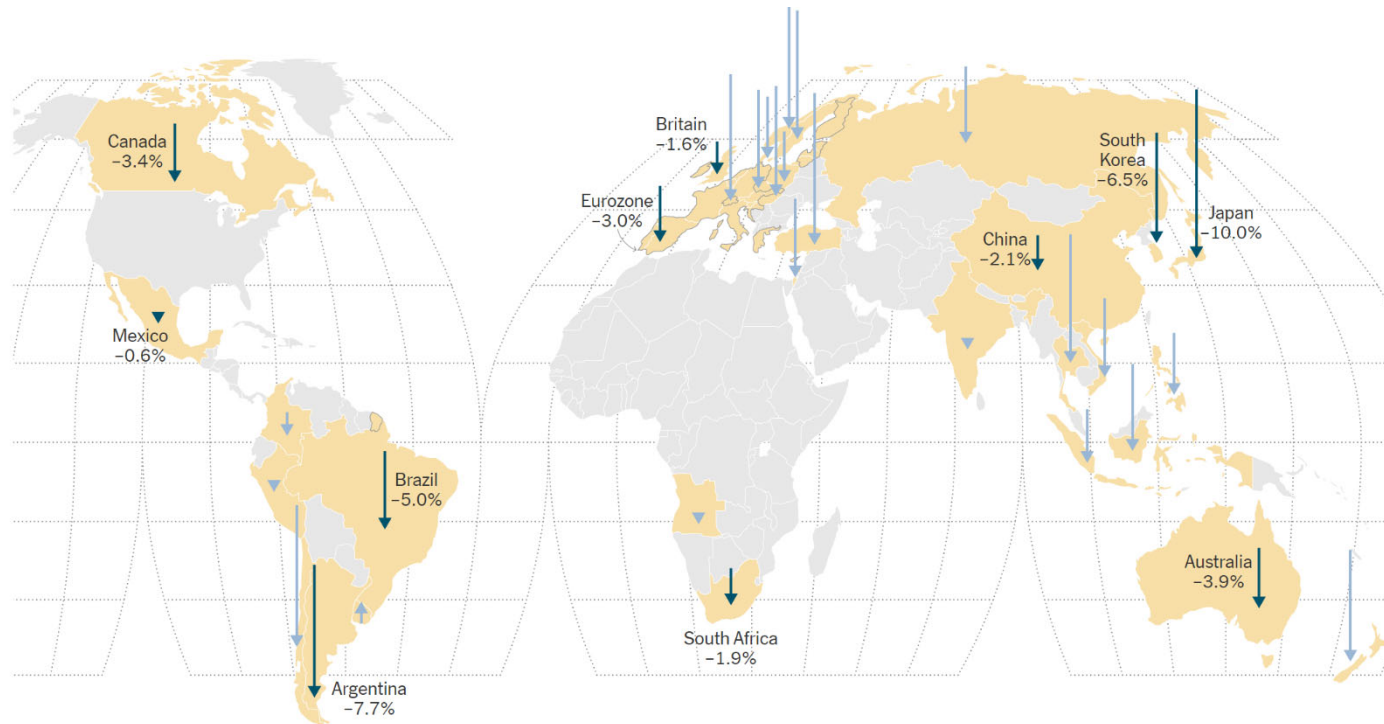 Canada
−3.4%
Britain
−1.6%
South
Korea
−6.5%
Eurozone
−3.0%
Japan
−10.0%
China
−2.1%
Mexico
−0.6%
Brazil
−5.0%
Australia
−3.9%
South Africa
−1.9%
Argentina
−7.7%